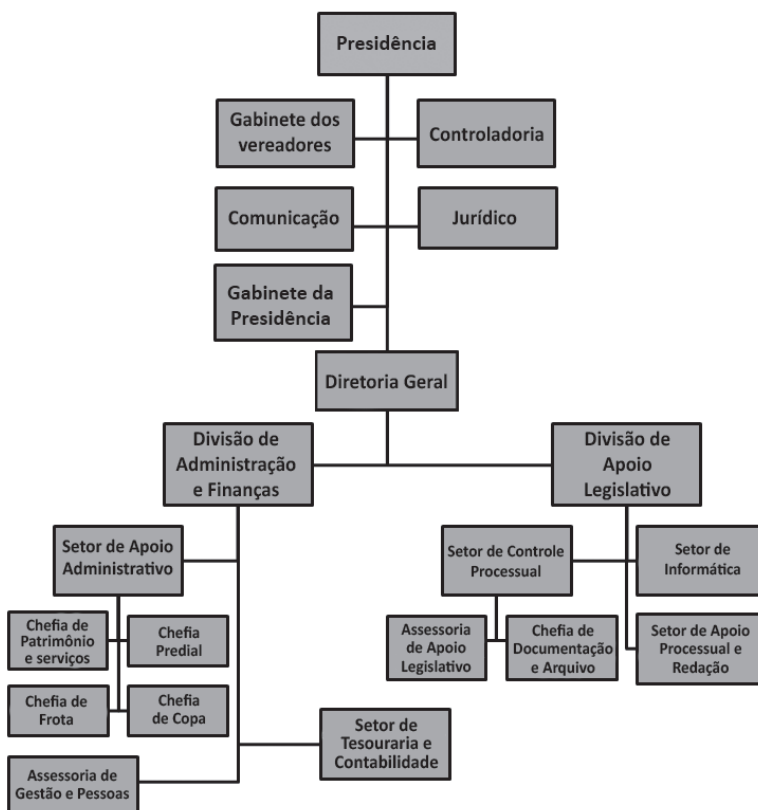 Presidência
Gabinete dos
vereadores
Controladoria
Comunicação
Jurídico
Gabinete da
Presidência
Diretoria Geral
Divisão de
Administração
e Finanças
Divisão de
Apoio
Legislativo
Setor de Apoio
Administrativo
Setor de Controle
Processual
Setor de
Informática
Chefia de
Patrimônio
e serviços
Chefia
Predial
Assessoria
de Apoio
Legislativo
Chefia de
Documentação
e Arquivo
Setor de Apoio
Processual e
Redação
Chefia de
Frota
Chefia
de Copa
Setor de
Tesouraria e
Contabilidade
Assessoria de
Gestão e Pessoas